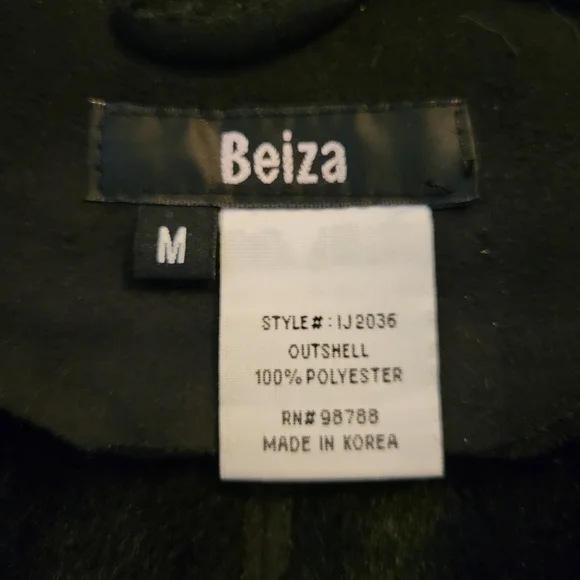 Beiza
M
STYLE#:IJ2036
OUTSHELL
100% POLYESTER
RN# 98788
MADE IN KOREA